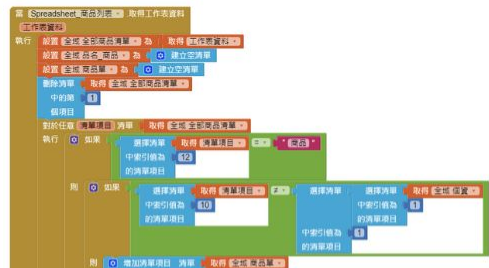 當 Spreadsheet_商品列表 取得工作表資料
工作表資料
執行 設置 全域 全部商品清單 為 取得 工作表資料
設置 全域 品名_商品 為 建立空清單
設置 全域 商品單 為 建立空清單
刪除清單 取得 全域 全部商品清單
中的第 1
個項目
對於任意 清單項目 清單 取得 全域 全部商品清單
執行 如果 選擇清單 取得 清單項目 = " 商品 "
中索引值為 12
的清單項目
則 如果 選擇清單 取得 清單項目 ≠ 選擇清單 選擇清單 取得 全域 個資
中索引值為 10 中索引值為 1
的清單項目 的清單項目
中索引值為 1
的清單項目
則 增加清單項目 清單 取得 全域 商品單